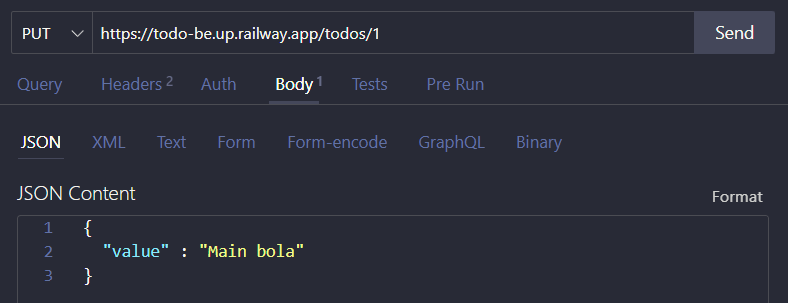 PUT https://todo-be.up.railway.app/todos/1 Send
Query Headers 2 Auth Body 1 Tests Pre Run
JSON XML Text Form Form-encode GraphQL Binary
JSON Content Format
1 {
2 "value" : "Main bola"
3 }